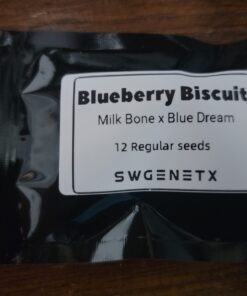 Blueberry Biscuit
Milk Bone x Blue Dream
12 Regular seeds
SWGENETX